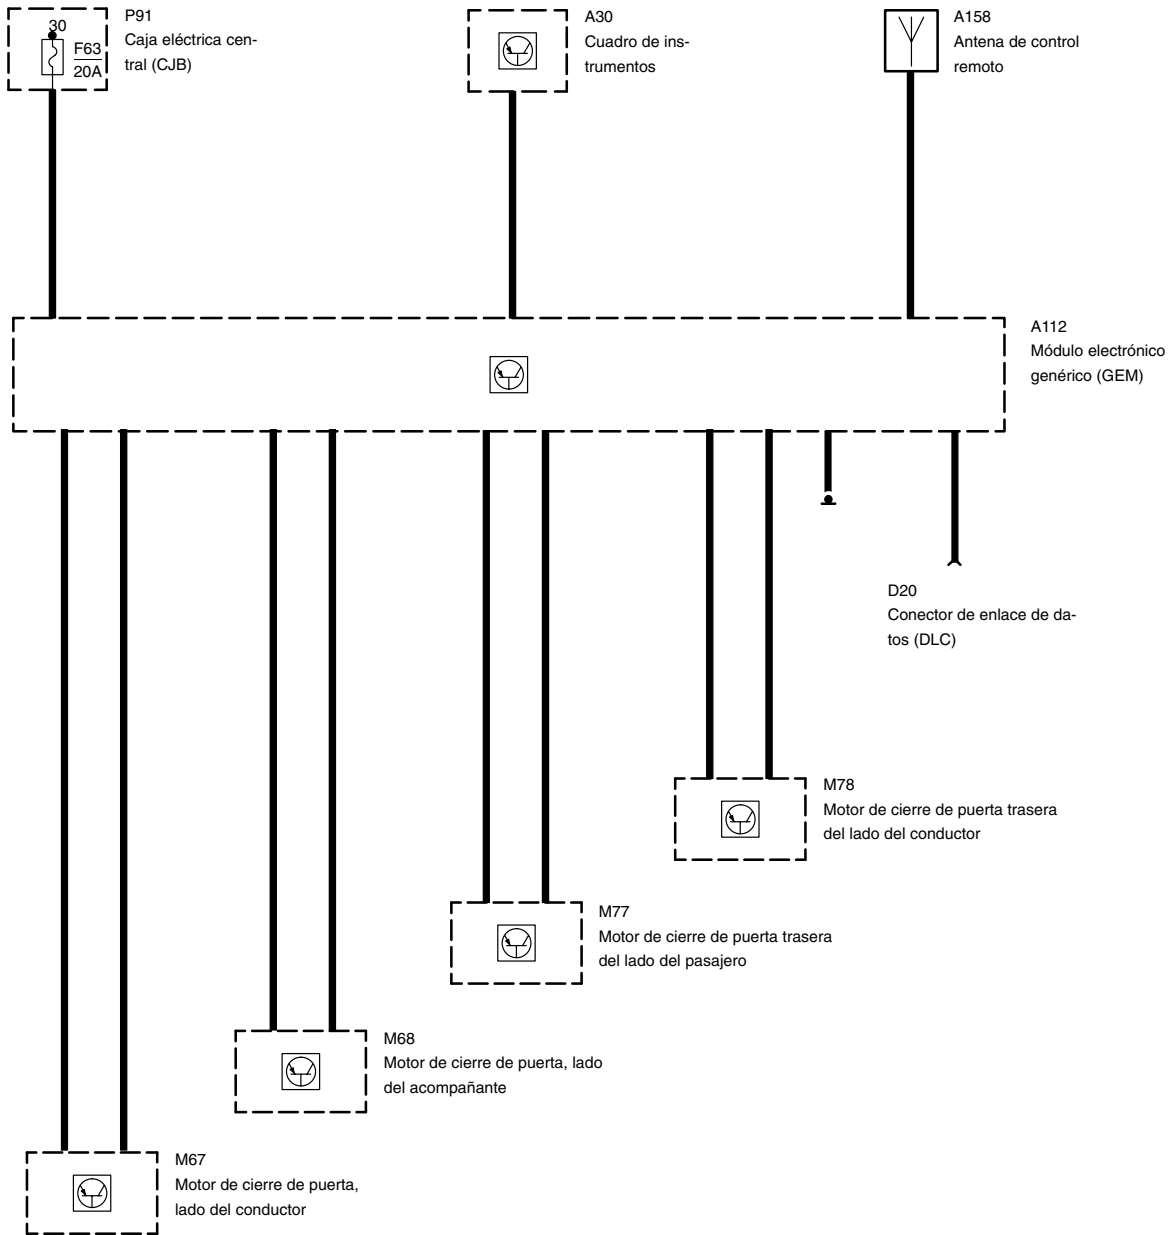 P91
Caja eléctrica cen-
tral (CJB)
30
F63
20A
A30
Cuadro de ins-
trumentos
A158
Antena de control
remoto
A112
Módulo electrónico
genérico (GEM)
D20
Conector de enlace de da-
tos (DLC)
M78
Motor de cierre de puerta trasera
del lado del conductor
M77
Motor de cierre de puerta trasera
del lado del pasajero
M68
Motor de cierre de puerta, lado
del acompañante
M67
Motor de cierre de puerta,
lado del conductor